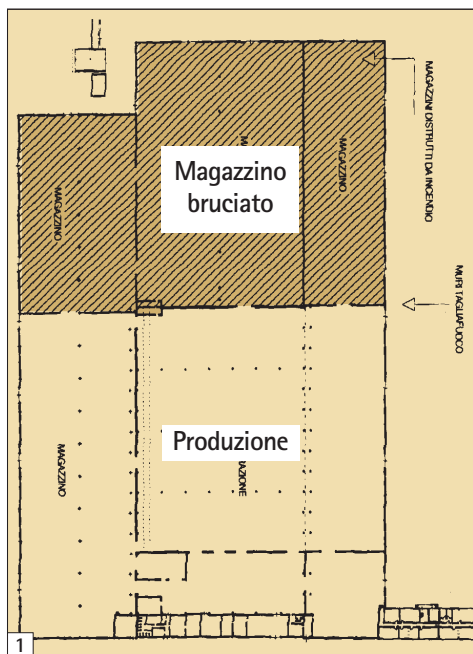 MAGAZZINI DISTRUTTI DA INCENDIO
MAGAZZINO
MAGAZZINO
Magazzino
bruciato
MURI TAGLIAFUOCO
Produzione
MAGAZZINO
1